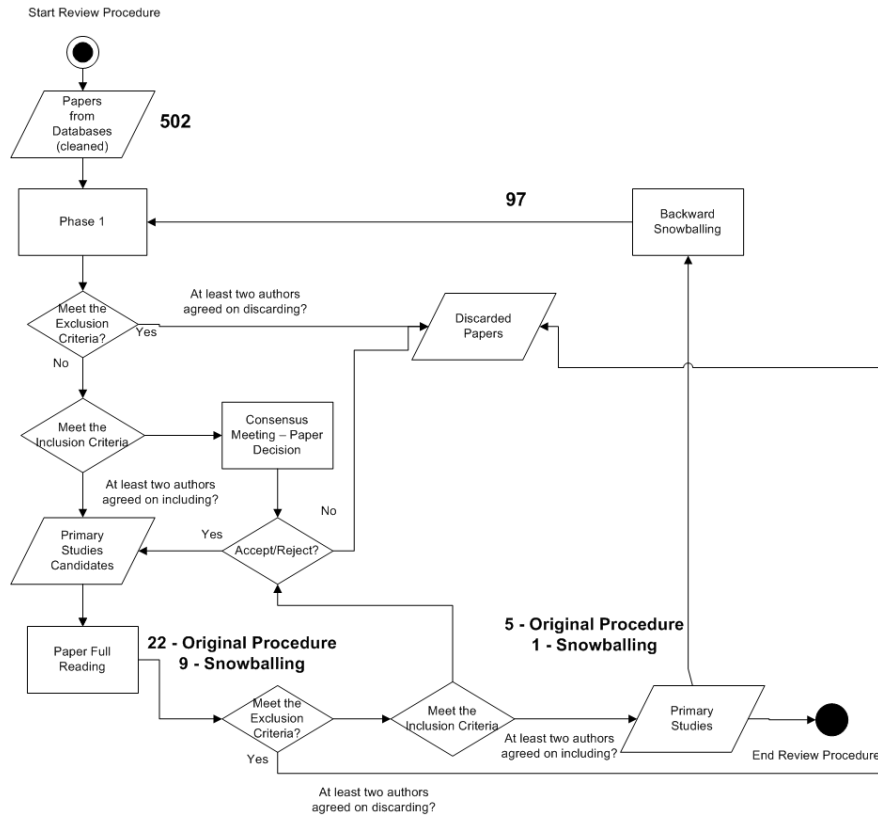 Start Review Procedure
Papers
from
Databases
(cleaned)
502
Phase 1
97
Backward
Snowballing
At least two authors
agreed on discarding?
Meet the
Exclusion
Criteria?
Yes
Discarded
Papers
No
Meet the
Inclusion Criteria
Consensus
Meeting – Paper
Decision
At least two authors
agreed on including?
No
Primary
Studies
Candidates
Yes
Accept/Reject?
Paper Full
Reading
22 - Original Procedure
9 - Snowballing
5 - Original Procedure
1 - Snowballing
Meet the
Exclusion
Criteria?
Meet the
Inclusion Criteria
Primary
Studies
At least two authors
agreed on including?
End Review Procedure
Yes
At least two authors
agreed on discarding?